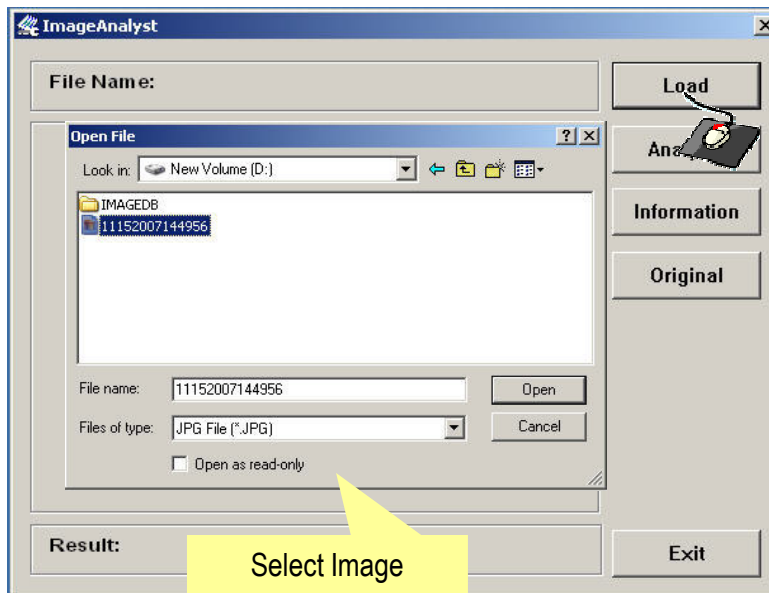 ImageAnalyst
File Name:
Load
Open File
Look in: New Volume (D:)
IMAGEDB
11152007144956
Information
Original
File name: 11152007144956
Open
Files of type: JPG File (*.JPG)
Cancel
Open as read-only
Result:
Select Image
Exit